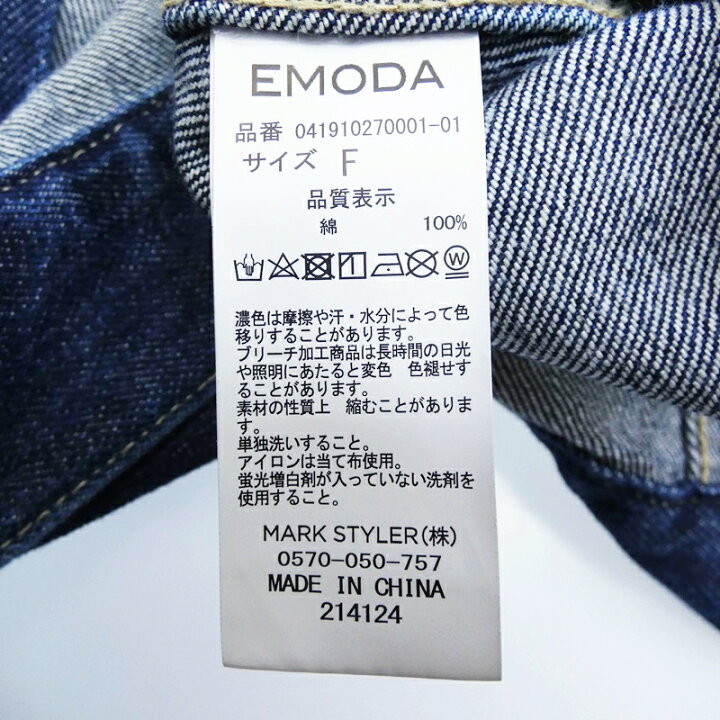 EMODA
品番 041910270001-01
サイズ F
品質表示
綿 100%
濃色は摩擦や汗・水分によって色
移りすることがあります。
ブリーチ加工商品は長時間の日光
や照明にあたると変色 色褪せす
ることがあります。
素材の性質上 縮むことがありま
す。
単独洗いすること。
アイロンは当て布使用。
蛍光増白剤が入っていない洗剤を
使用すること。
MARK STYLER(株)
0570-050-757
MADE IN CHINA
214124